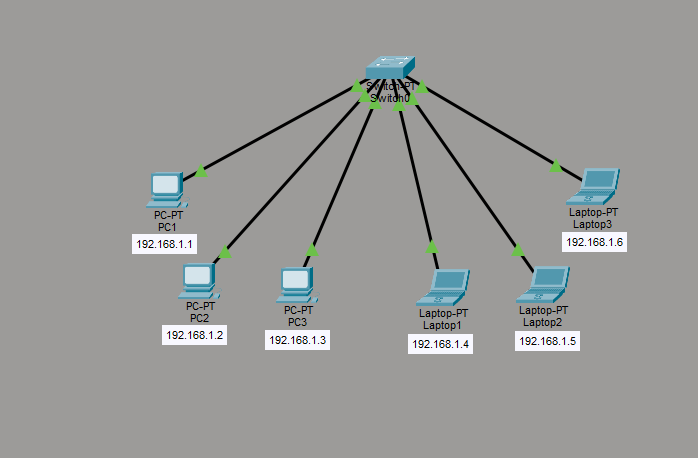 Switch-PT
Switch0
PC-PT
PC1
192.168.1.1
Laptop-PT
Laptop3
192.168.1.6
PC-PT
PC2
192.168.1.2
PC-PT
PC3
192.168.1.3
Laptop-PT
Laptop1
192.168.1.4
Laptop-PT
Laptop2
192.168.1.5